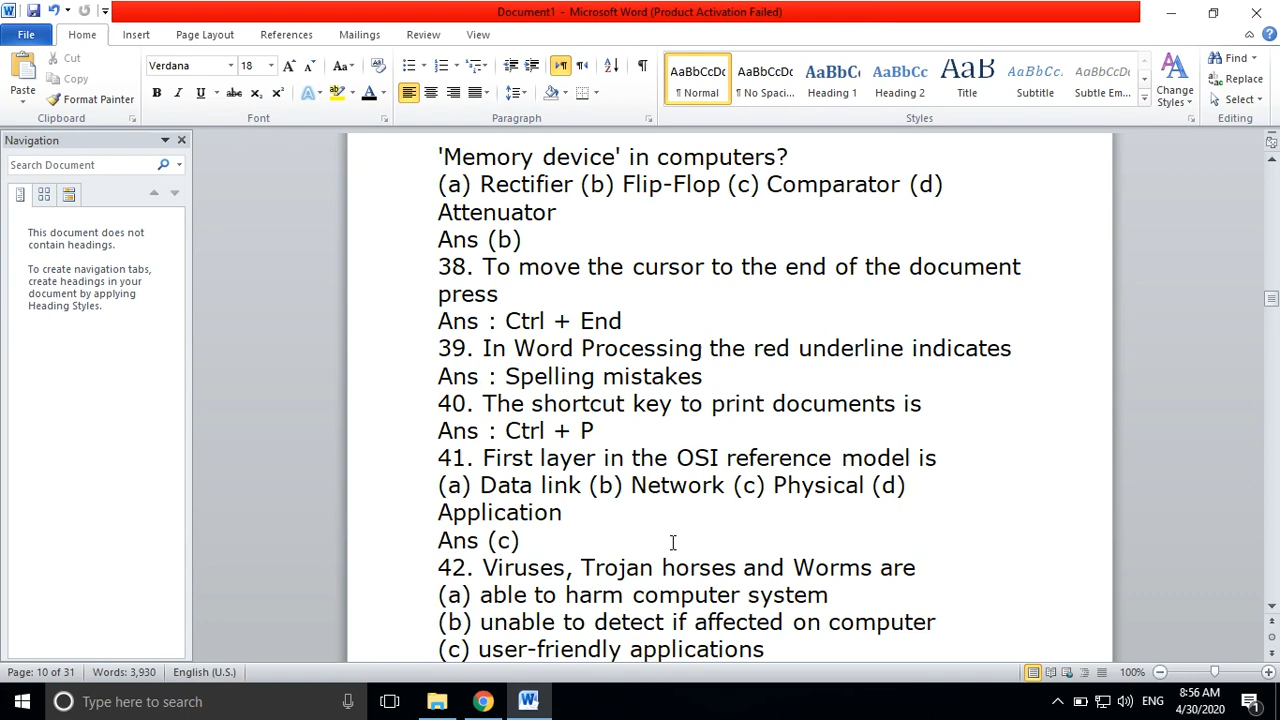 Document1 - Microsoft Word (Product Activation Failed)
File Home Insert Page Layout References Mailings Review View
Paste
Cut
Copy
Format Painter
Clipboard
Verdana 18
Font
Paragraph
AaBbCcDc
¶ Normal
AaBbCcDc
¶ No Spaci...
AaBbC
Heading 1
AaBbCc
Heading 2
AaB
Title
AaBbCc.
Subtitle
AaBbCcDc
Subtle Em...
Styles
Change
Styles
Find
Replace
Select
Editing
Navigation
Search Document
This document does not
contain headings.
To create navigation tabs,
create headings in your
document by applying
Heading Styles.
'Memory device' in computers?
(a) Rectifier (b) Flip-Flop (c) Comparator (d)
Attenuator
Ans (b)
38. To move the cursor to the end of the document
press
Ans : Ctrl + End
39. In Word Processing the red underline indicates
Ans : Spelling mistakes
40. The shortcut key to print documents is
Ans : Ctrl + P
41. First layer in the OSI reference model is
(a) Data link (b) Network (c) Physical (d)
Application
Ans (c)
42. Viruses, Trojan horses and Worms are
(a) able to harm computer system
(b) unable to detect if affected on computer
(c) user-friendly applications
Page: 10 of 31 Words: 3,930 English (U.S.) 100%
Type here to search
ENG
8:56 AM
4/30/2020